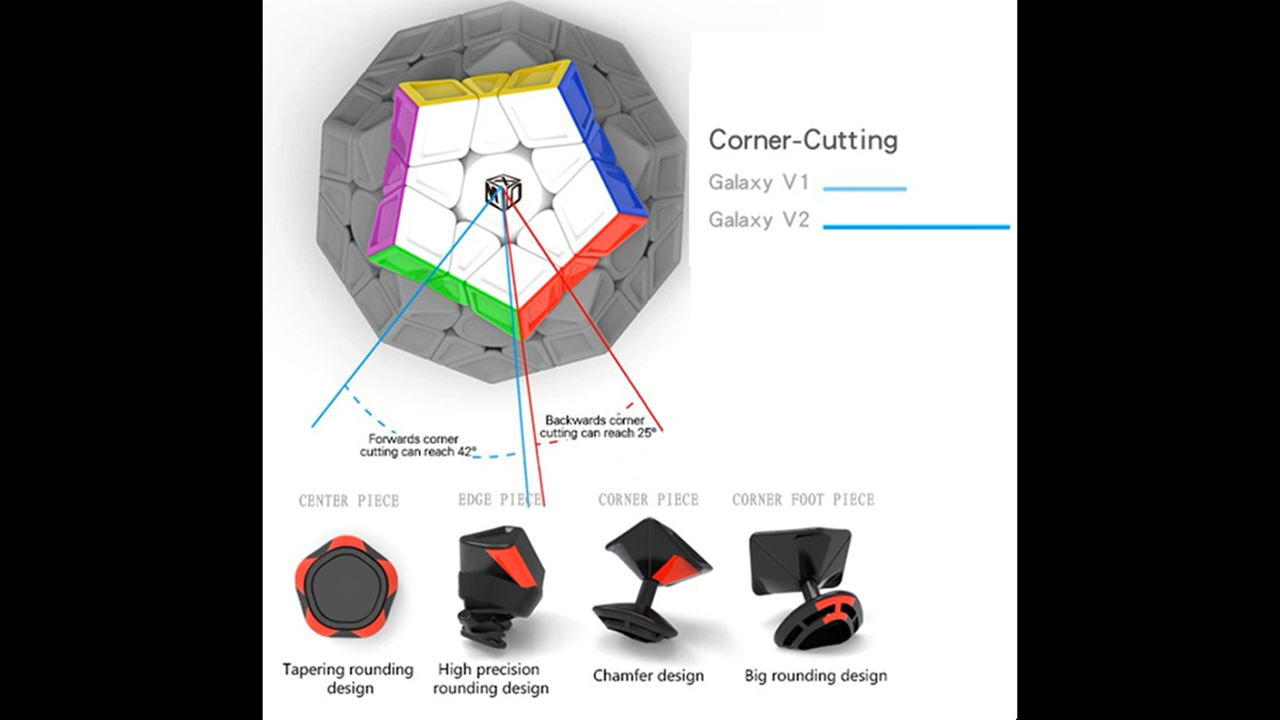 Corner-Cutting
Galaxy V1
Galaxy V2
Forwards corner
cutting can reach 42°
Backwards corner
cutting can reach 25°
CENTER PIECE
EDGE PIECE
CORNER PIECE
CORNER FOOT PIECE
Tapering rounding
design
High precision
rounding design
Chamfer design
Big rounding design